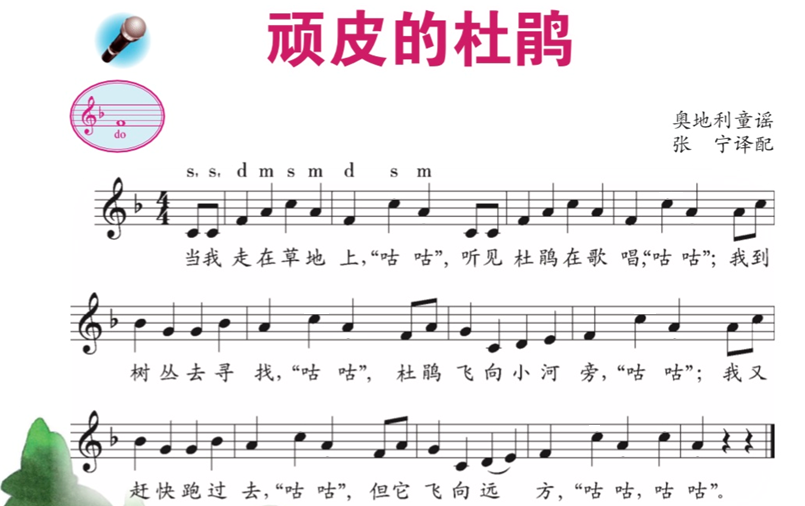 顽皮的杜鹃
do
奥地利童谣
张 宁译配
s, s, d m s m d s m
4
4
当我 走在草地 上，“咕 咕”， 听见 杜鹃在歌 唱，“咕 咕”；我到
树 丛去寻 找，“咕 咕”， 杜鹃 飞向小河 旁，“咕 咕”；我又
赶快跑过 去，“咕 咕”， 但它 飞向远 方，“咕咕，咕咕”。